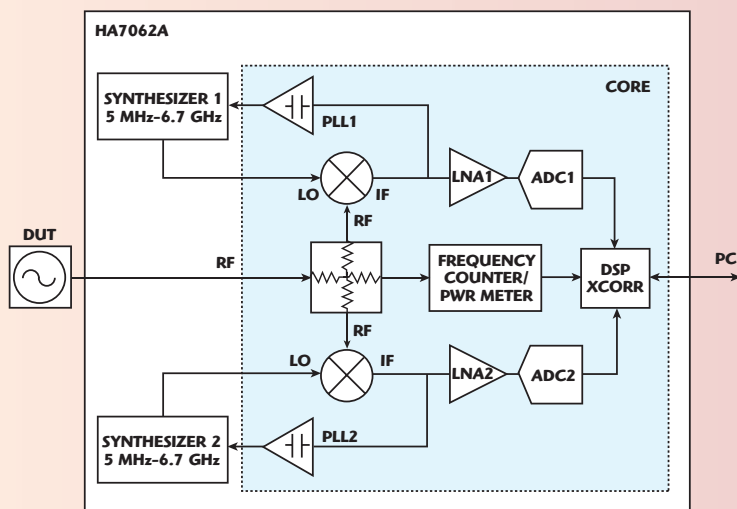 HA7062A
CORE
SYNTHESIZER 1
5 MHz–6.7 GHz
PLL1
LO
IF
LNA1
ADC1
RF
DUT
RF
FREQUENCY
COUNTER/
PWR METER
DSP
XCORR
PC
RF
LO
IF
LNA2
ADC2
SYNTHESIZER 2
5 MHz–6.7 GHz
PLL2